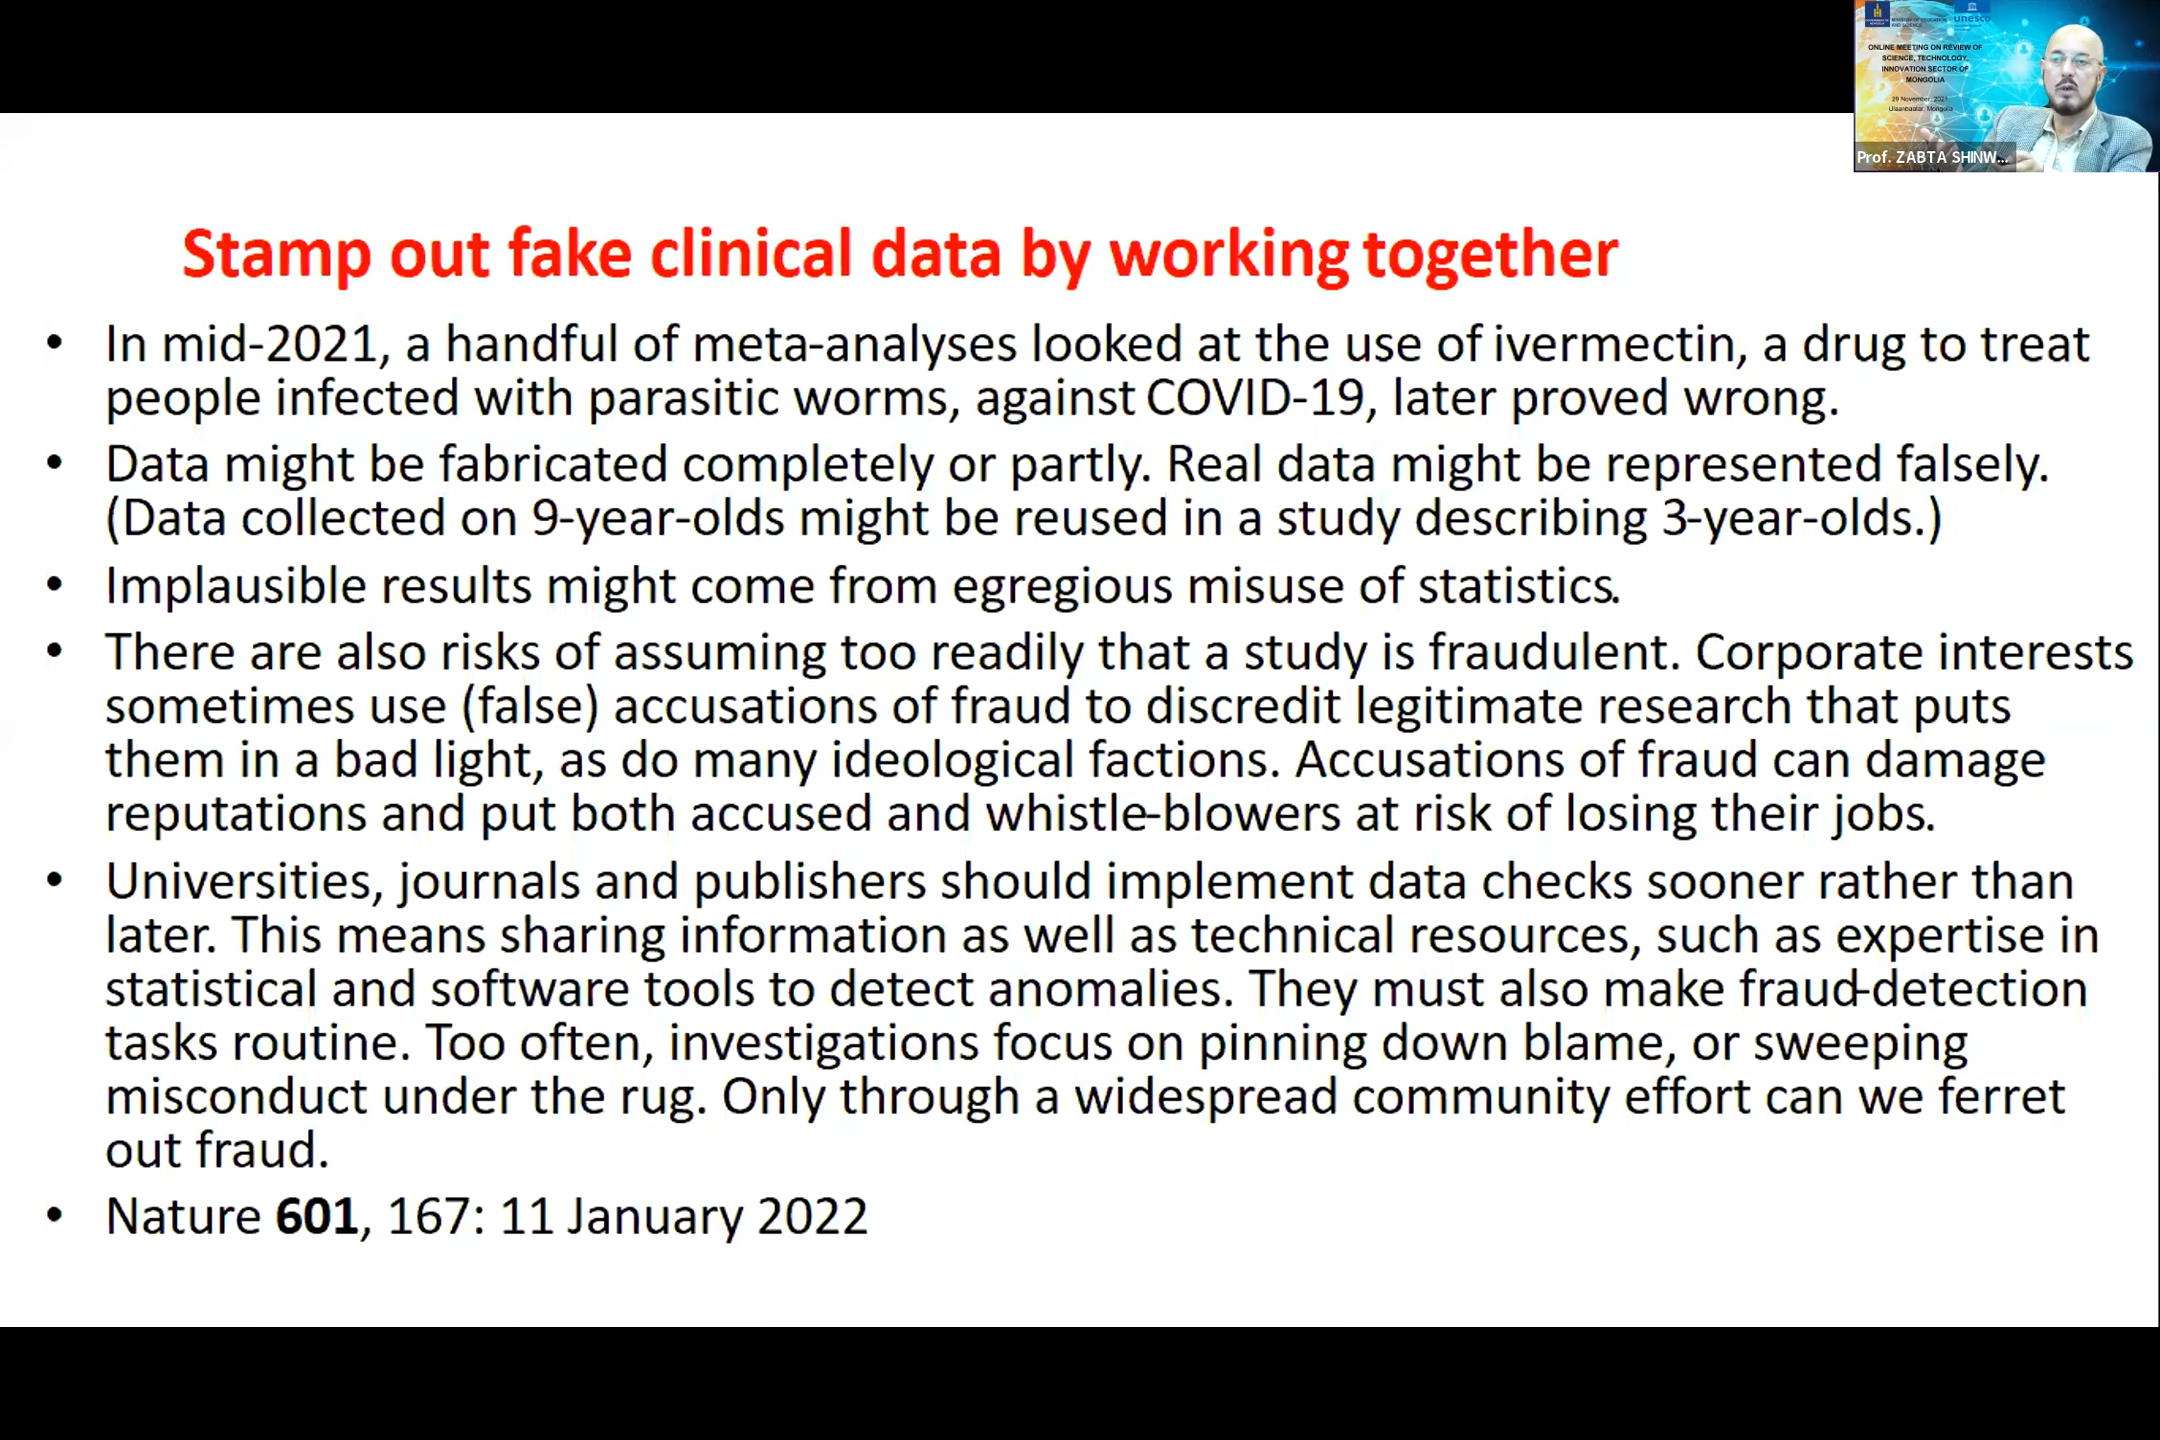 MINISTRY OF EDUCATION
AND SCIENCE
unesco
ONLINE MEETING ON REVIEW OF
SCIENCE, TECHNOLOGY,
INNOVATION SECTOR OF
MONGOLIA
29 November, 2021
Ulaanbaatar, Mongolia
Prof. ZABTA SHINW...
Stamp out fake clinical data by working together
• In mid-2021, a handful of meta-analyses looked at the use of ivermectin, a drug to treat
people infected with parasitic worms, against COVID-19, later proved wrong.
• Data might be fabricated completely or partly. Real data might be represented falsely.
(Data collected on 9-year-olds might be reused in a study describing 3-year-olds.)
• Implausible results might come from egregious misuse of statistics.
• There are also risks of assuming too readily that a study is fraudulent. Corporate interests
sometimes use (false) accusations of fraud to discredit legitimate research that puts
them in a bad light, as do many ideological factions. Accusations of fraud can damage
reputations and put both accused and whistle-blowers at risk of losing their jobs.
• Universities, journals and publishers should implement data checks sooner rather than
later. This means sharing information as well as technical resources, such as expertise in
statistical and software tools to detect anomalies. They must also make fraud-detection
tasks routine. Too often, investigations focus on pinning down blame, or sweeping
misconduct under the rug. Only through a widespread community effort can we ferret
out fraud.
• Nature 601, 167: 11 January 2022